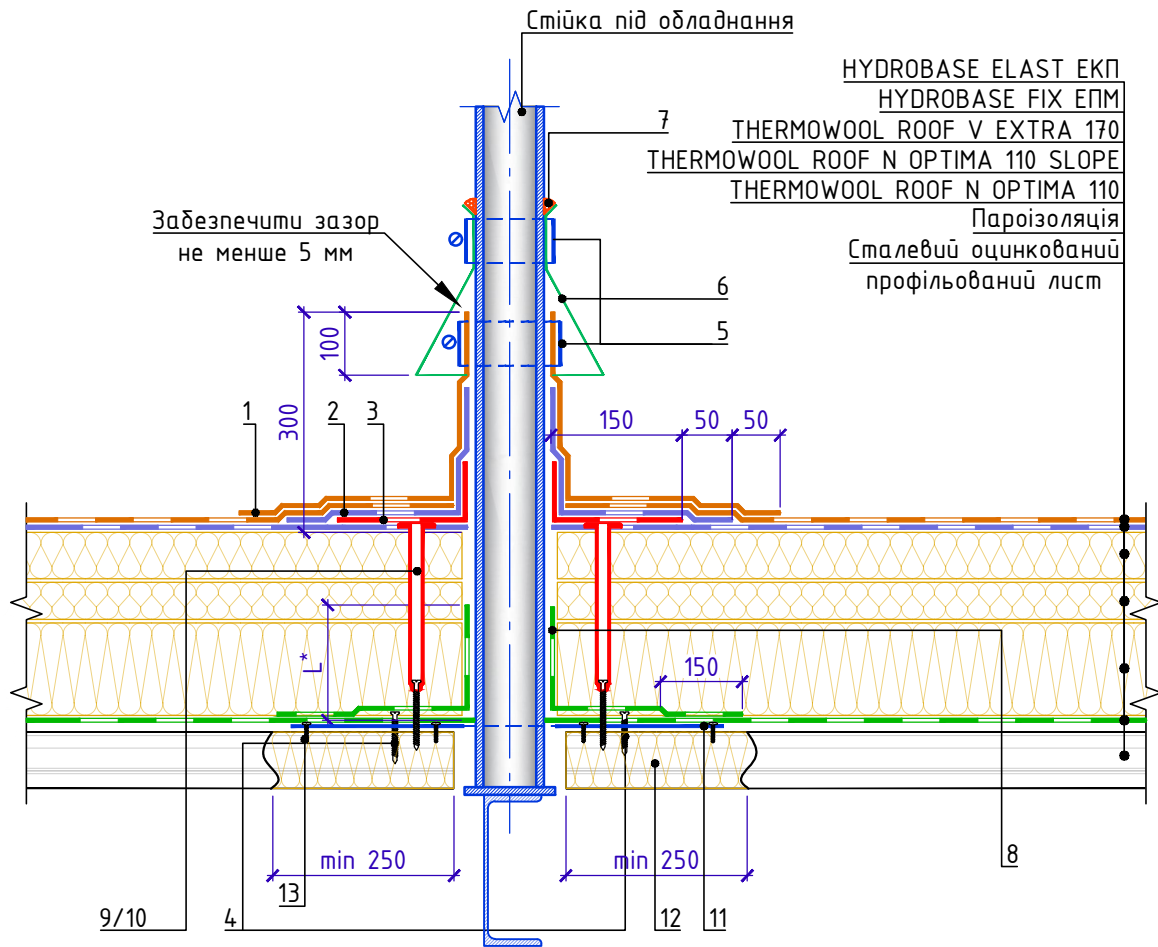 Стійка під обладнання
HYDROBASE ELAST ЕКП
HYDROBASE FIX ЕПМ
THERMOWOOL ROOF V EXTRA 170
THERMOWOOL ROOF N OPTIMA 110 SLOPE
THERMOWOOL ROOF N OPTIMA 110
Пароізоляція
Сталевий оцинкований
профільований лист
7
Забезпечити зазор
не менше 5 мм
6
5
100
300
1
2
3
150
50
50
L*
150
min 250
min 250
8
13
9/10
4
12
11